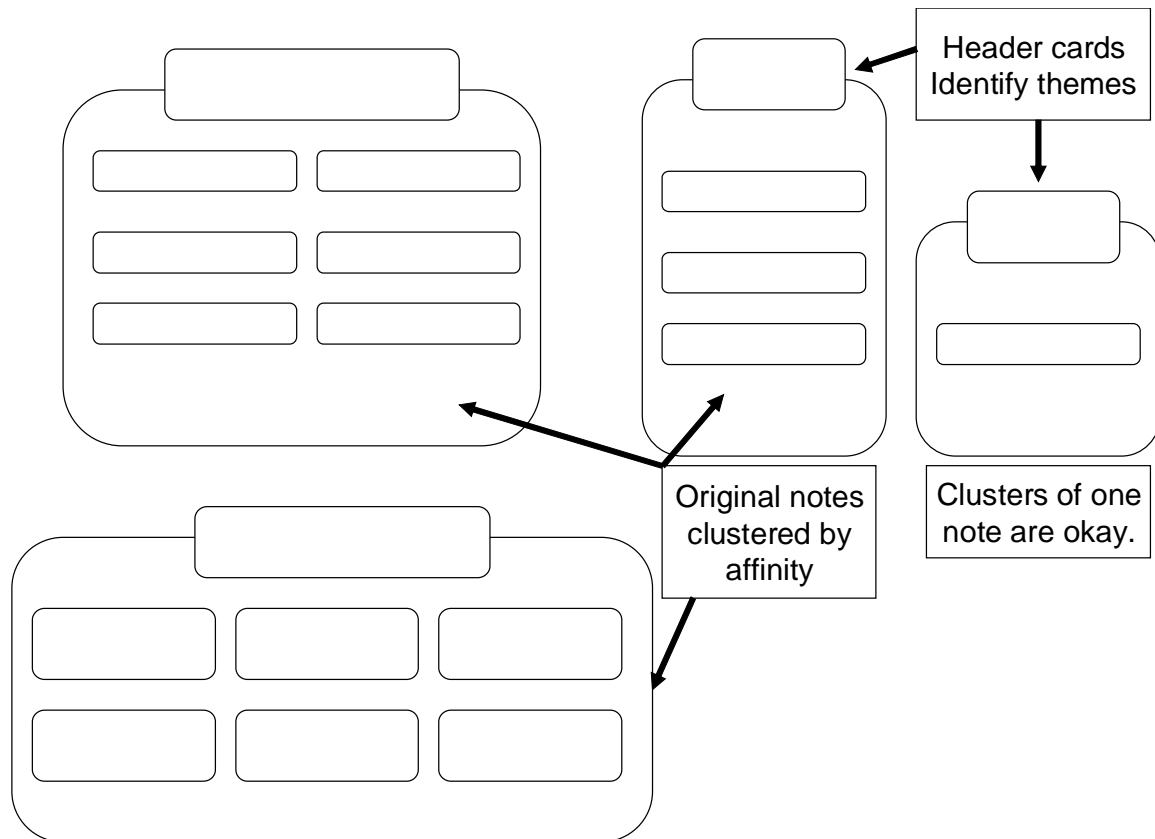 Header cards
Identify themes
Original notes
clustered by
affinity
Clusters of one
note are okay.